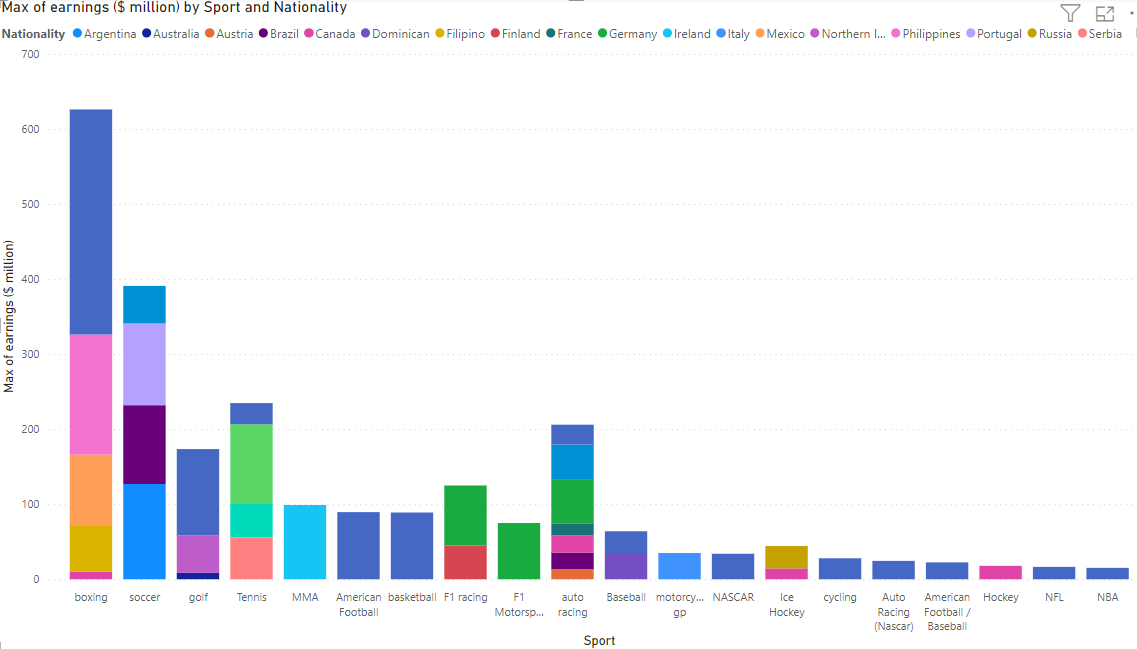 Max of earnings ($ million) by Sport and Nationality
Nationality Argentina Australia Austria Brazil Canada Dominican Filipino Finland France Germany Ireland Italy Mexico Northern I... Philippines Portugal Russia Serbia
Max of earnings ($ million)
700
600
500
400
300
200
100
0
boxing soccer golf Tennis MMA American Football basketball F1 racing F1 Motorsp... auto racing Baseball motorcy... gp NASCAR Ice Hockey cycling Auto Racing (Nascar) American Football / Baseball Hockey NFL NBA
Sport